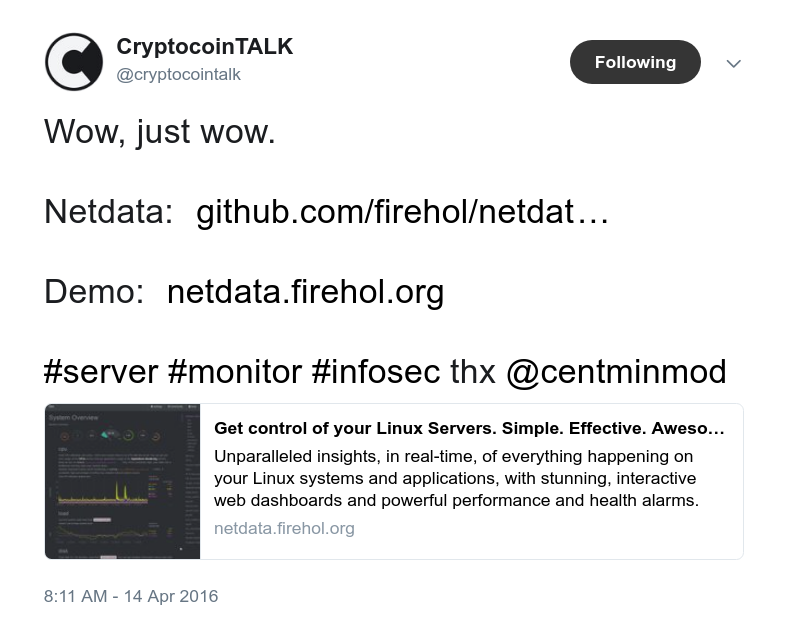 CryptocoinTALK
@cryptocointalk
Following
Wow, just wow.
Netdata: github.com/firehol/netdat…
Demo: netdata.firehol.org
#server #monitor #infosec thx @centminmod
System Overview
Get control of your Linux Servers. Simple. Effective. Aweso...
Unparalleled insights, in real-time, of everything happening on
your Linux systems and applications, with stunning, interactive
web dashboards and powerful performance and health alarms.
netdata.firehol.org
8:11 AM - 14 Apr 2016